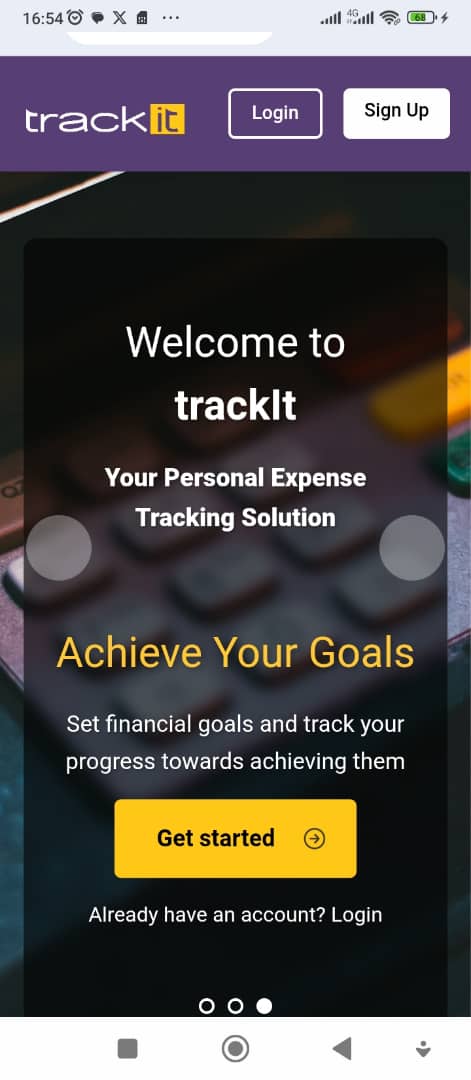 16:54
4G
68
trackit
Login
Sign Up
Welcome to
trackIt
Your Personal Expense
Tracking Solution
Achieve Your Goals
Set financial goals and track your
progress towards achieving them
Get started
Already have an account? Login